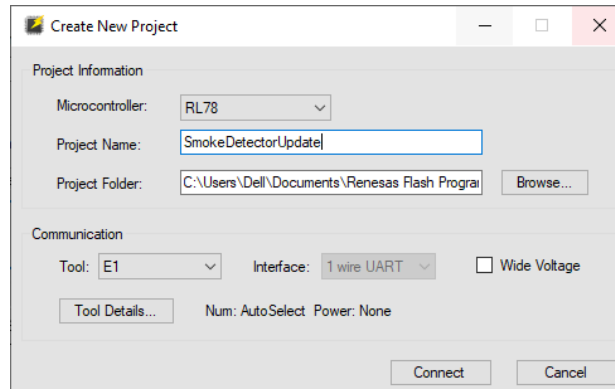 Create New Project
Project Information
Microcontroller: RL78
Project Name: SmokeDetectorUpdate
Project Folder: C:\Users\Dell\Documents\Renesas Flash Progra Browse...
Communication
Tool: E1 Interface: 1 wire UART Wide Voltage
Tool Details... Num: AutoSelect Power: None
Connect Cancel